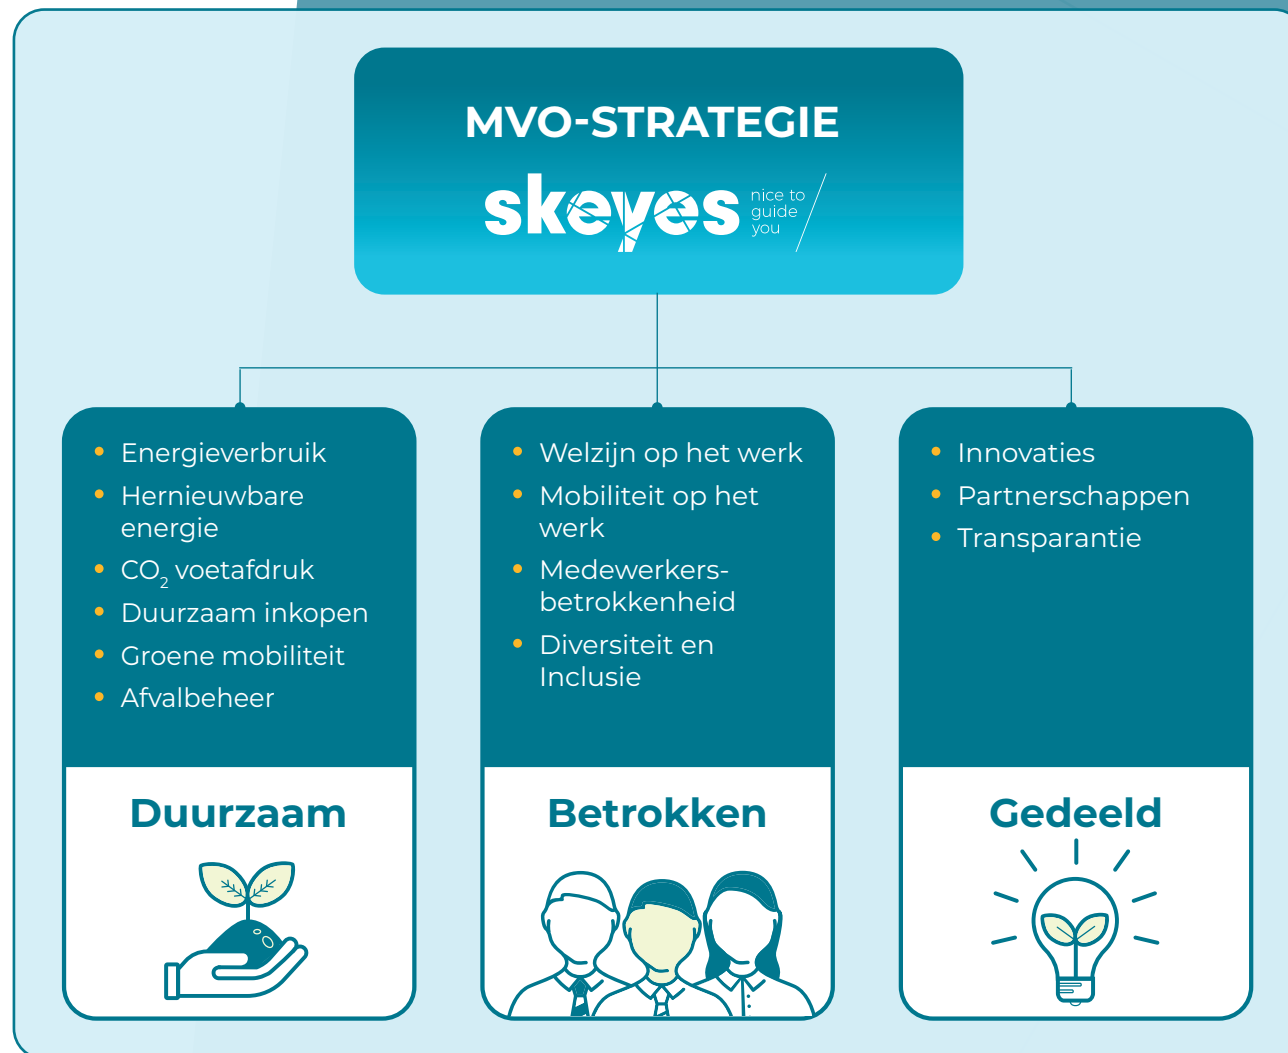 MVO-STRATEGIE
skeyes
nice to
guide
you
• Energieverbruik
• Hernieuwbare
energie
• CO₂ voetafdruk
• Duurzaam inkopen
• Groene mobiliteit
• Afvalbeheer
Duurzaam
• Welzijn op het werk
• Mobiliteit op het
werk
• Medewerkers-
betrokkenheid
• Diversiteit en
Inclusie
Betrokken
• Innovaties
• Partnerschappen
• Transparantie
Gedeeld